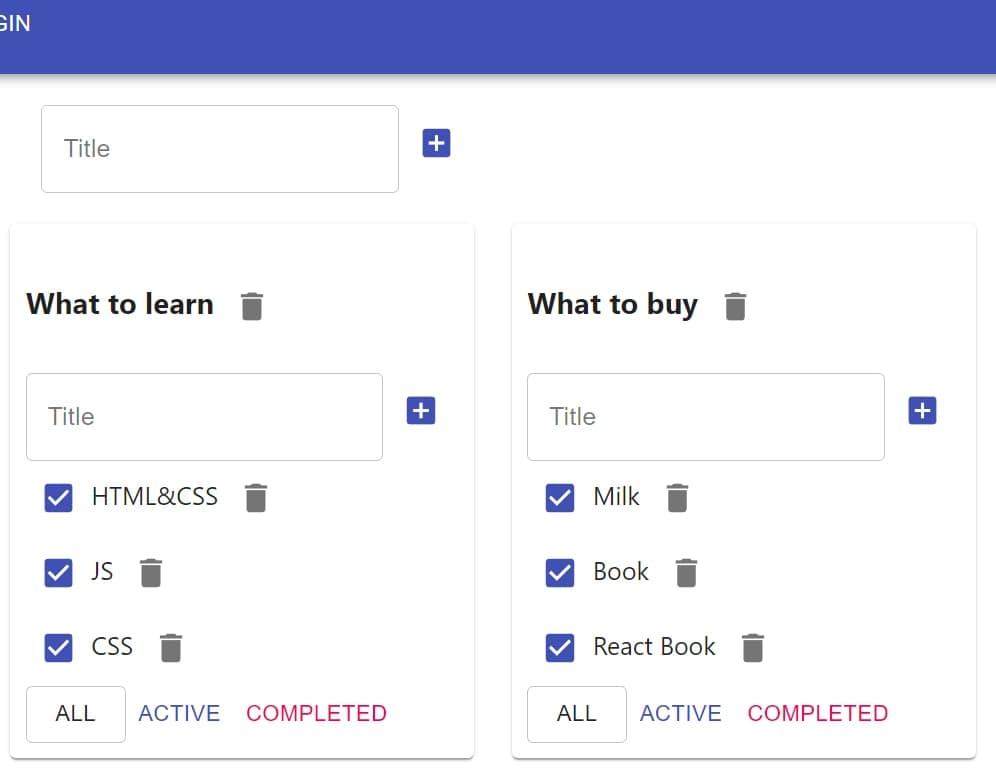 GIN
Title
What to learn
Title
HTML&CSS
JS
CSS
ALL ACTIVE COMPLETED
What to buy
Title
Milk
Book
React Book
ALL ACTIVE COMPLETED